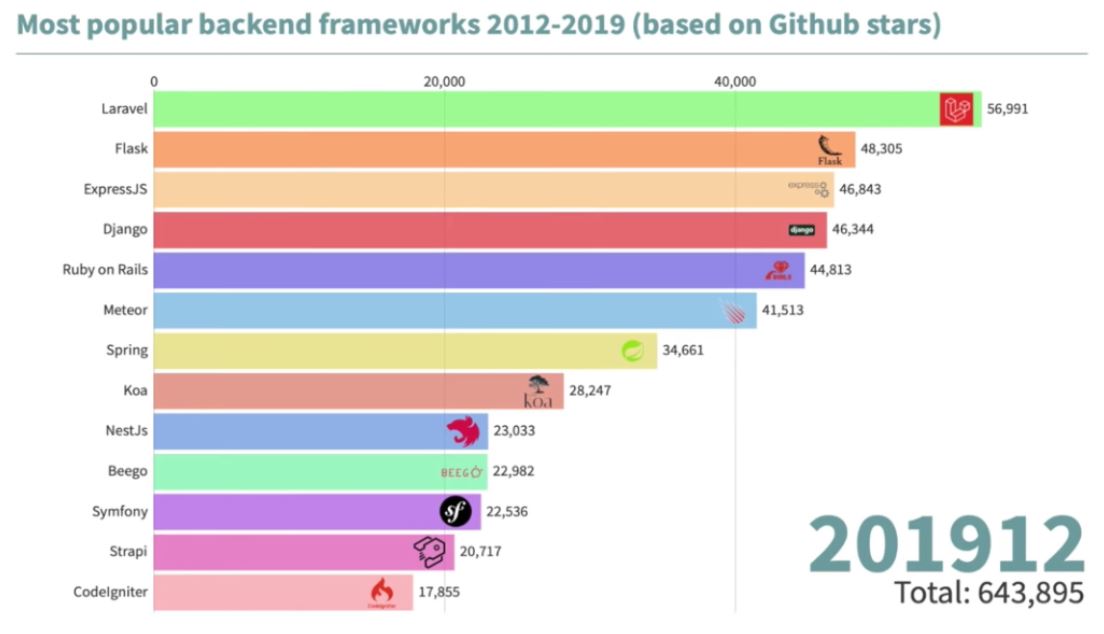 Most popular backend frameworks 2012-2019 (based on Github stars)
0 20,000 40,000
Laravel 56,991
Flask Flask 48,305
ExpressJS express 46,843
Django django 46,344
Ruby on Rails RAILS 44,813
Meteor 41,513
Spring 34,661
Koa koa 28,247
NestJs 23,033
Beego BEEGO 22,982
Symfony sf 22,536
Strapi 20,717
CodeIgniter CodeIgniter 17,855
201912
Total: 643,895